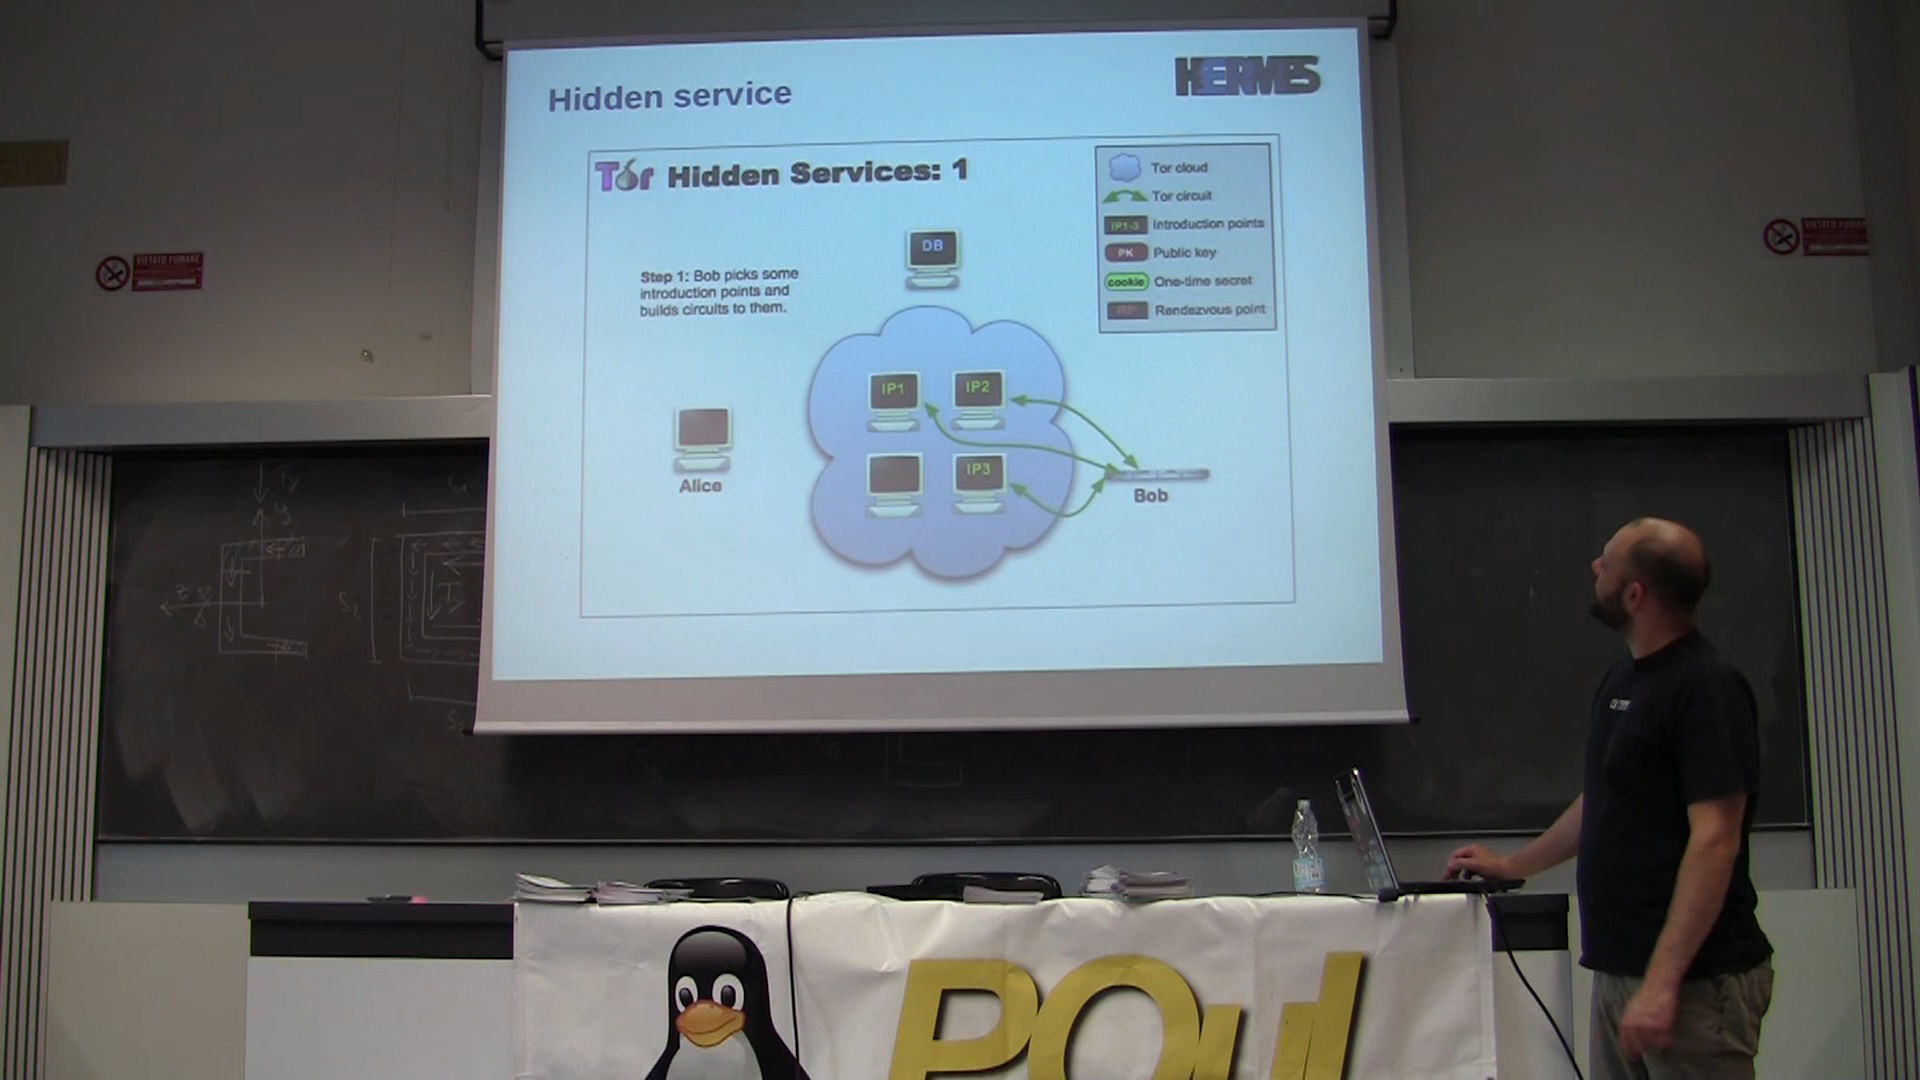 Hidden service
HERMES
Tor Hidden Services: 1
Tor cloud
Tor circuit
IP1-3 Introduction points
PK Public key
cookie One-time secret
RP Rendezvous point
DB
Step 1: Bob picks some
introduction points and
builds circuits to them.
IP1
IP2
IP3
Alice
Bob
VIETATO FUMARE
VIETATO FUMARE
POul